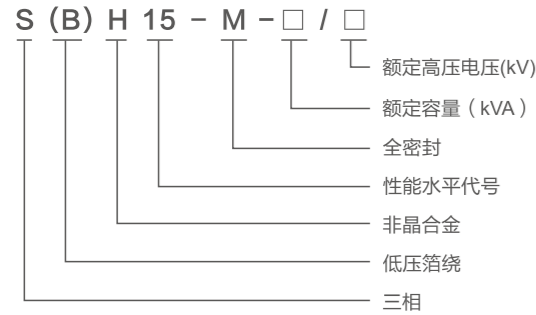 S (B) H 15 - M - □ / □
额定高压电压(kV)
额定容量（kVA）
全密封
性能水平代号
非晶合金
低压箔绕
三相